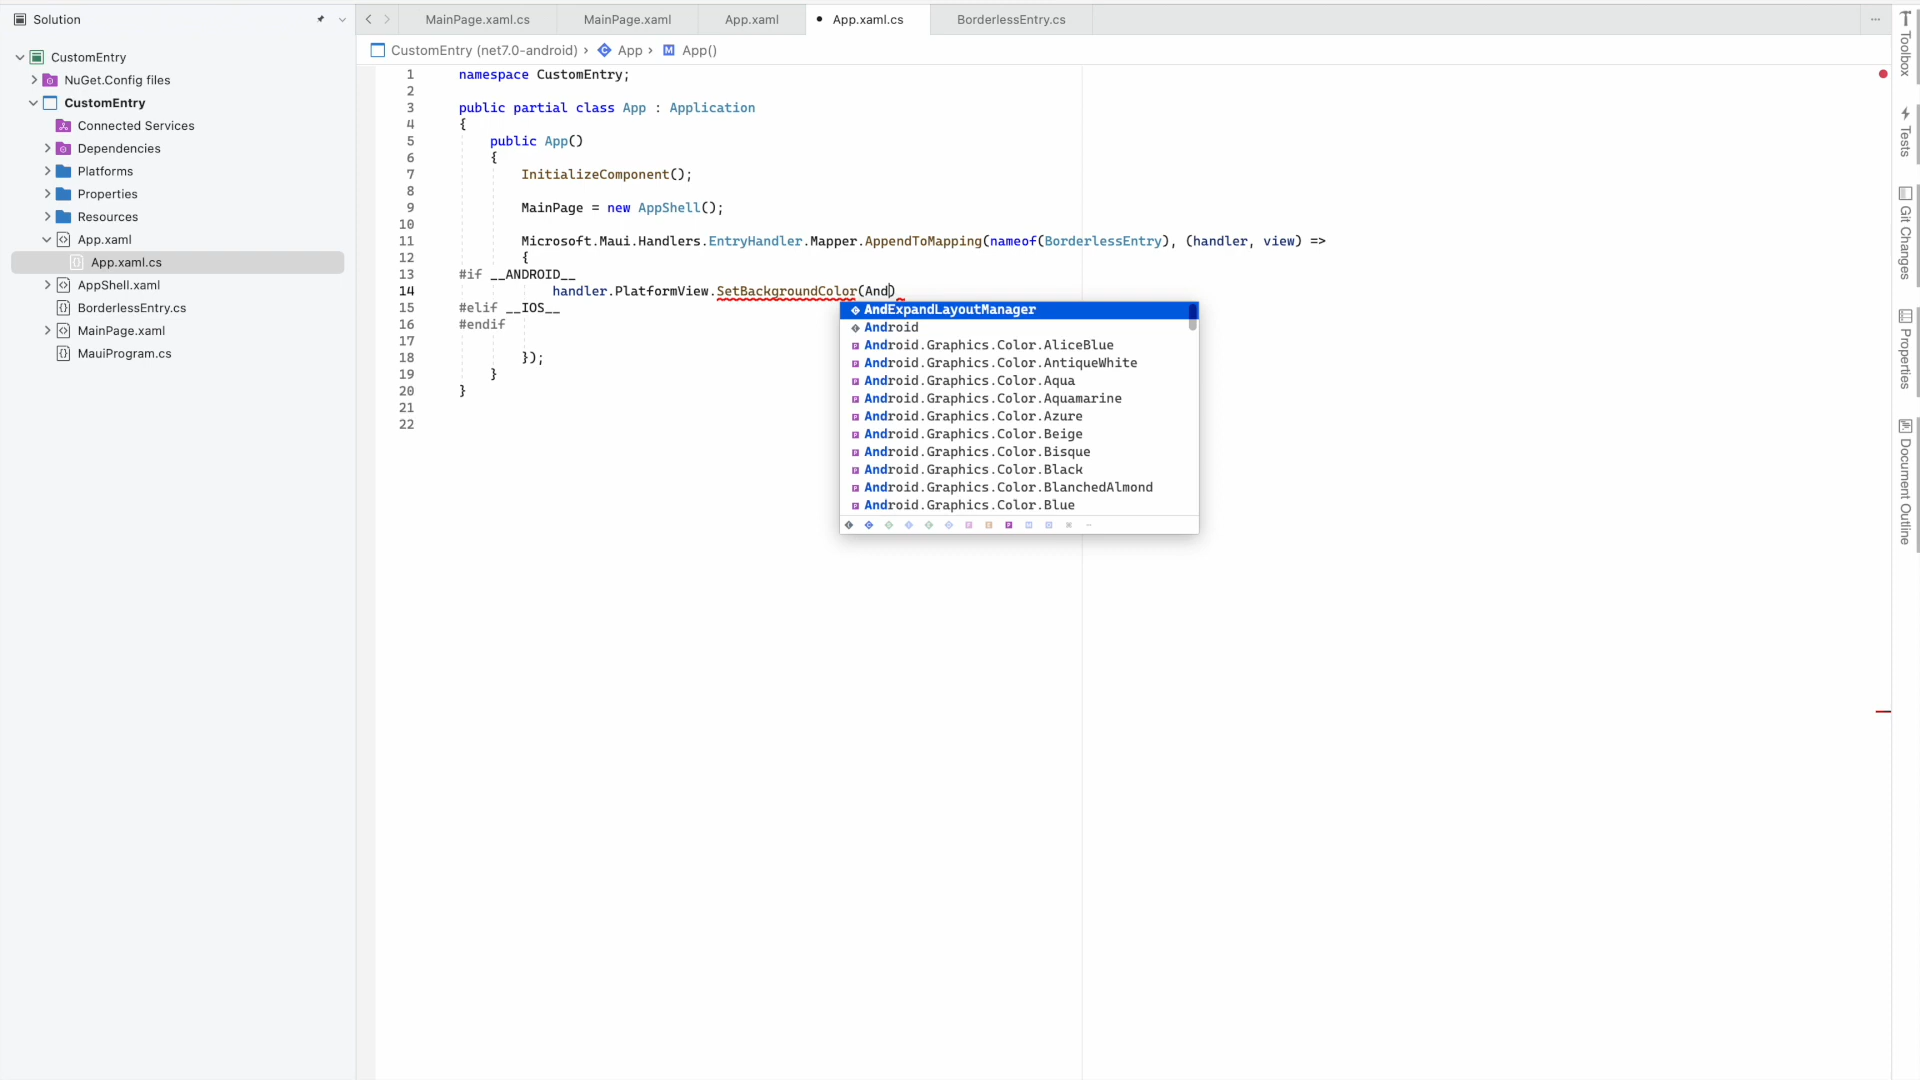 Solution
MainPage.xaml.cs
MainPage.xaml
App.xaml
App.xaml.cs
BorderlessEntry.cs
CustomEntry (net7.0-android) › App › App()
CustomEntry
NuGet.Config files
CustomEntry
Connected Services
Dependencies
Platforms
Properties
Resources
App.xaml
App.xaml.cs
AppShell.xaml
BorderlessEntry.cs
MainPage.xaml
MauiProgram.cs
1 namespace CustomEntry;
2
3 public partial class App : Application
4 {
5 public App()
6 {
7 InitializeComponent();
8
9 MainPage = new AppShell();
10
11 Microsoft.Maui.Handlers.EntryHandler.Mapper.AppendToMapping(nameof(BorderlessEntry), (handler, view) =>
12 {
13 #if __ANDROID__
14 handler.PlatformView.SetBackgroundColor(And)
15 #elif __IOS__
16 #endif
17
18 });
19 }
20 }
21
22
AndExpandLayoutManager
Android
Android.Graphics.Color.AliceBlue
Android.Graphics.Color.AntiqueWhite
Android.Graphics.Color.Aqua
Android.Graphics.Color.Aquamarine
Android.Graphics.Color.Azure
Android.Graphics.Color.Beige
Android.Graphics.Color.Bisque
Android.Graphics.Color.Black
Android.Graphics.Color.BlanchedAlmond
Android.Graphics.Color.Blue
Toolbox
Tests
Git Changes
Properties
Document Outline